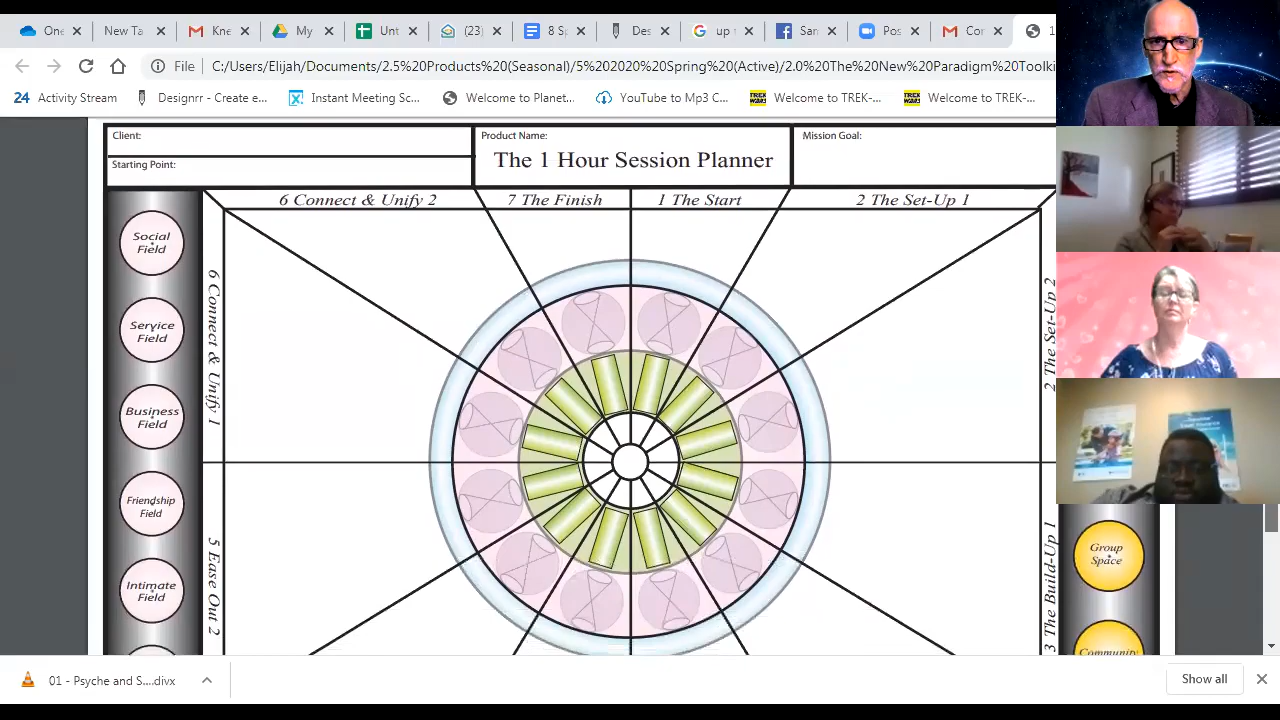 One
New Ta
Kne
My
Unt
(23
8 S
Des
up t
San
Pos
Con
1
File
C:/Users/Elijah/Documents/2.5%20Products%20(Seasonal)/5%202020%20Spring%20(Active)/2.0%20The%20New%20Paradigm%20Toolki
24 Activity Stream
Designrr - Create e...
Instant Meeting Sc...
Welcome to Planet...
YouTube to Mp3 C...
Welcome to TREK-...
Welcome to TREK-...
Client:
Starting Point:
Product Name:
The 1 Hour Session Planner
Mission Goal:
6 Connect & Unify 2
7 The Finish
1 The Start
2 The Set-Up 1
Social
Field
Service
Field
Business
Field
Friendship
Field
Intimate
Field
6 Connect & Unify 1
5 Ease Out 2
2 The Set-Up 2
3 The Build-Up 1
Group
Space
Community
01 - Psyche and S....divx
Show all